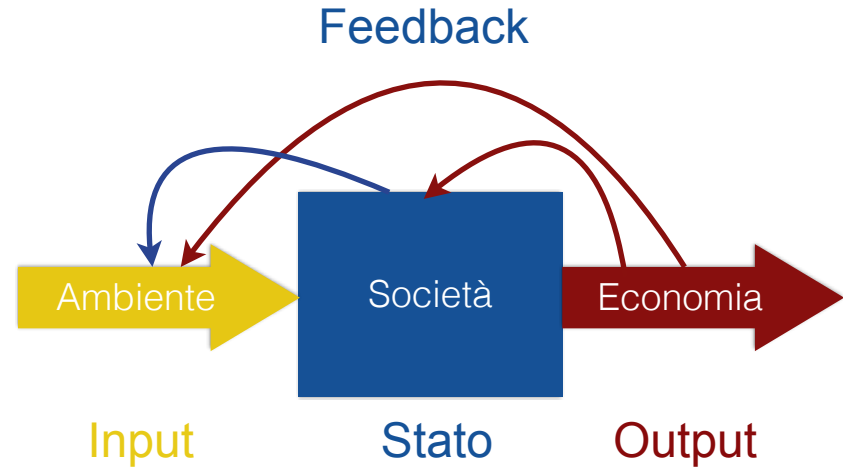 Feedback
Ambiente
Società
Economia
Input
Stato
Output